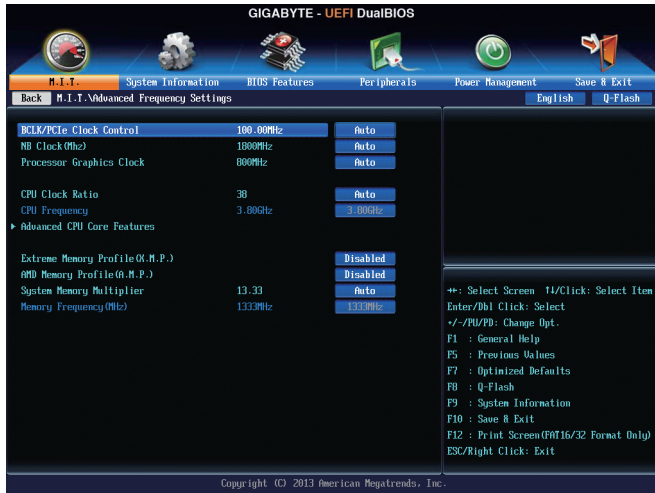 GIGABYTE - UEFI DualBIOS
M.I.T. System Information BIOS Features Peripherals Power Management Save & Exit
Back M.I.T.\Advanced Frequency Settings English Q-Flash
BCLK/PCIe Clock Control 100.00MHz Auto
NB Clock(Mhz) 1800MHz Auto
Processor Graphics Clock 800MHz Auto
CPU Clock Ratio 38 Auto
CPU Frequency 3.80GHz 3.80GHz
Advanced CPU Core Features
Extreme Memory Profile(X.M.P.) Disabled
AMD Memory Profile(A.M.P.) Disabled
System Memory Multiplier 13.33 Auto
Memory Frequency(MHz) 1333MHz 1333MHz
→←: Select Screen ↑↓/Click: Select Item
Enter/Dbl Click: Select
+/-/PU/PD: Change Opt.
F1 : General Help
F5 : Previous Values
F7 : Optimized Defaults
F8 : Q-Flash
F9 : System Information
F10 : Save & Exit
F12 : Print Screen(FAT16/32 Format Only)
ESC/Right Click: Exit
Copyright (C) 2013 American Megatrends, Inc.